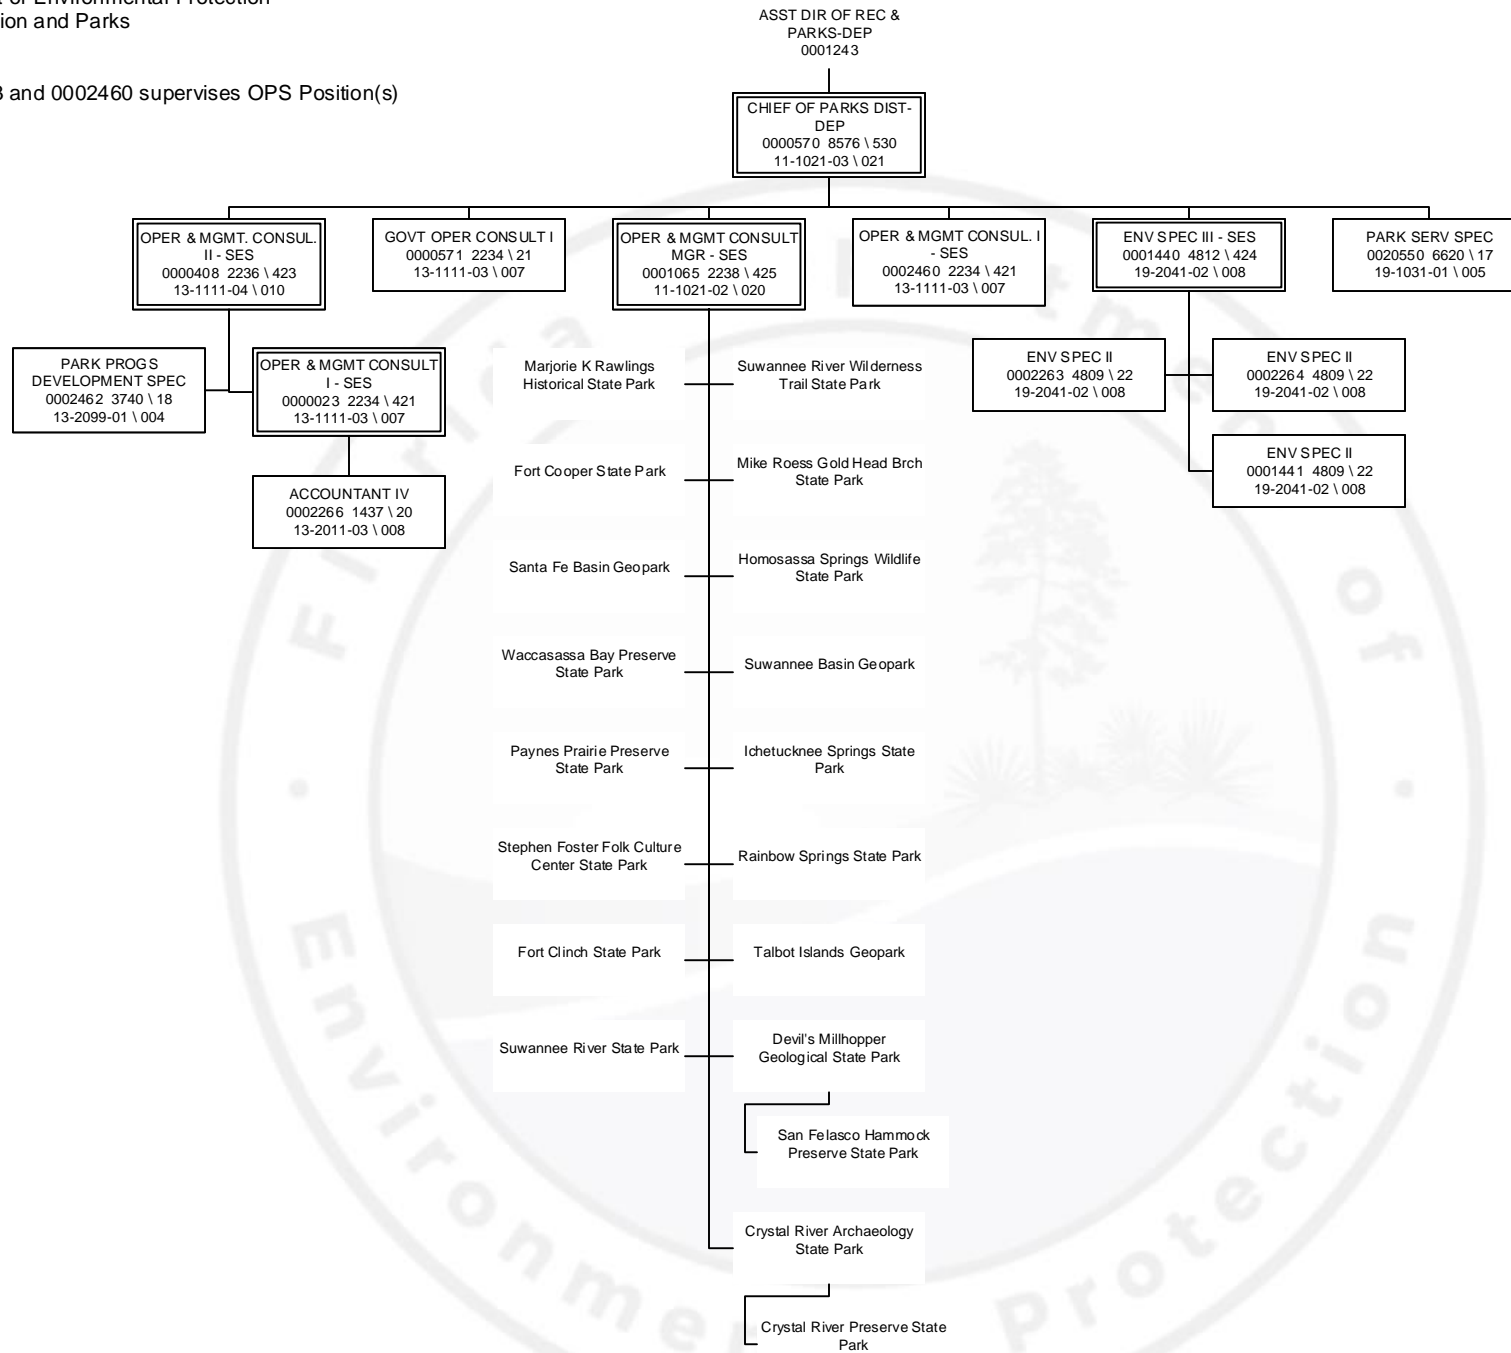 of Environmental Protection
ion and Parks
and 0002460 supervises OPS Position(s)
ASST DIR OF REC &
PARKS-DEP
0001243
CHIEF OF PARKS DIST-
DEP
0000570 8576 \ 530
11-1021-03 \ 021
OPER & MGMT. CONSUL.
II - SES
0000408 2236 \ 423
13-1111-04 \ 010
GOVT OPER CONSULT I
0000571 2234 \ 21
13-1111-03 \ 007
OPER & MGMT CONSULT
MGR - SES
0001065 2238 \ 425
11-1021-02 \ 020
OPER & MGMT CONSUL. I
- SES
0002460 2234 \ 421
13-1111-03 \ 007
ENV SPEC III - SES
0001440 4812 \ 424
19-2041-02 \ 008
PARK SERV SPEC
0020550 6620 \ 17
19-1031-01 \ 005
PARK PROGS
DEVELOPMENT SPEC
0002462 3740 \ 18
13-2099-01 \ 004
OPER & MGMT CONSULT
I - SES
0000023 2234 \ 421
13-1111-03 \ 007
ACCOUNTANT IV
0002266 1437 \ 20
13-2011-03 \ 008
Marjorie K Rawlings
Historical State Park
Suwannee River Wilderness
Trail State Park
ENV SPEC II
0002263 4809 \ 22
19-2041-02 \ 008
ENV SPEC II
0002264 4809 \ 22
19-2041-02 \ 008
ENV SPEC II
0001441 4809 \ 22
19-2041-02 \ 008
Fort Cooper State Park
Mike Roess Gold Head Brch
State Park
Santa Fe Basin Geopark
Homosassa Springs Wildlife
State Park
Waccasassa Bay Preserve
State Park
Suwannee Basin Geopark
Paynes Prairie Preserve
State Park
Ichetucknee Springs State
Park
Stephen Foster Folk Culture
Center State Park
Rainbow Springs State Park
Fort Clinch State Park
Talbot Islands Geopark
Suwannee River State Park
Devil's Millhopper
Geological State Park
San Felasco Hammock
Preserve State Park
Crystal River Archaeology
State Park
Crystal River Preserve State
Park